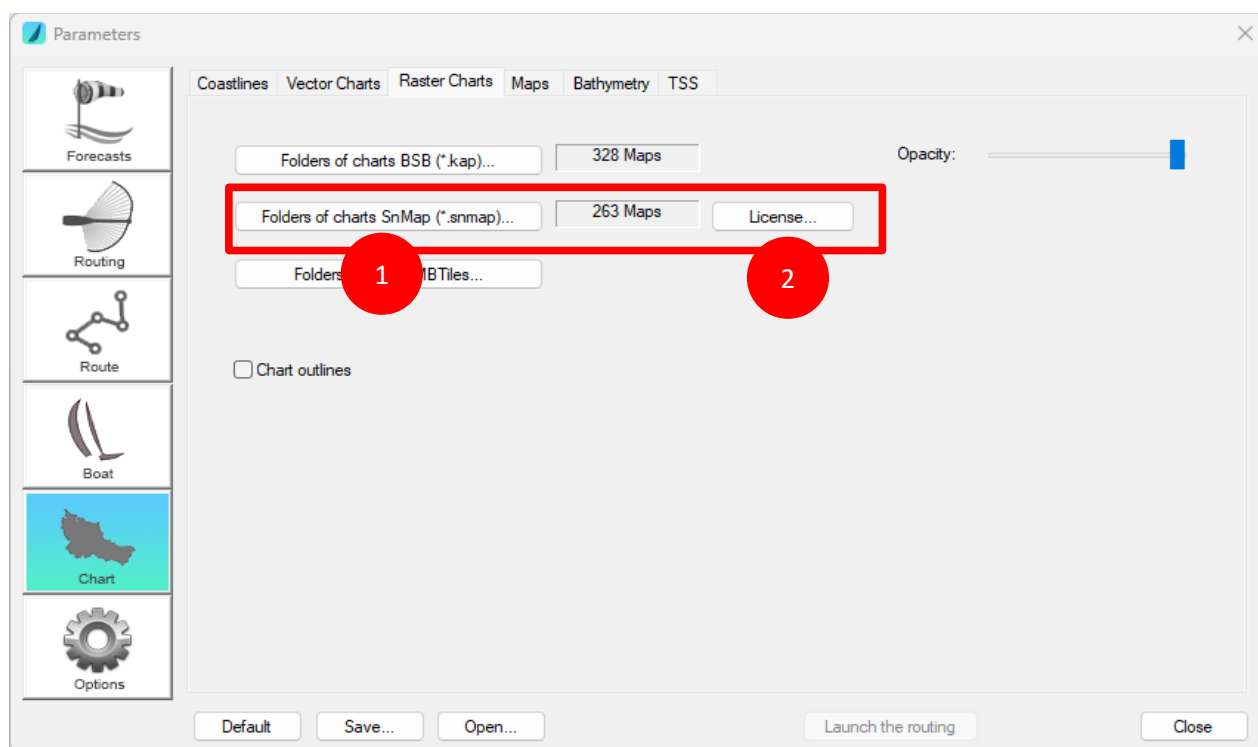 Parameters
Coastlines Vector Charts Raster Charts Maps Bathymetry TSS
Forecasts
Folders of charts BSB (*.kap)... 328 Maps Opacity:
Folders of charts SnMap (*.snmap)... 263 Maps License...
Routing
Folders MBTiles...
1
2
Route
Chart outlines
Boat
Chart
Options
Default Save... Open... Launch the routing Close